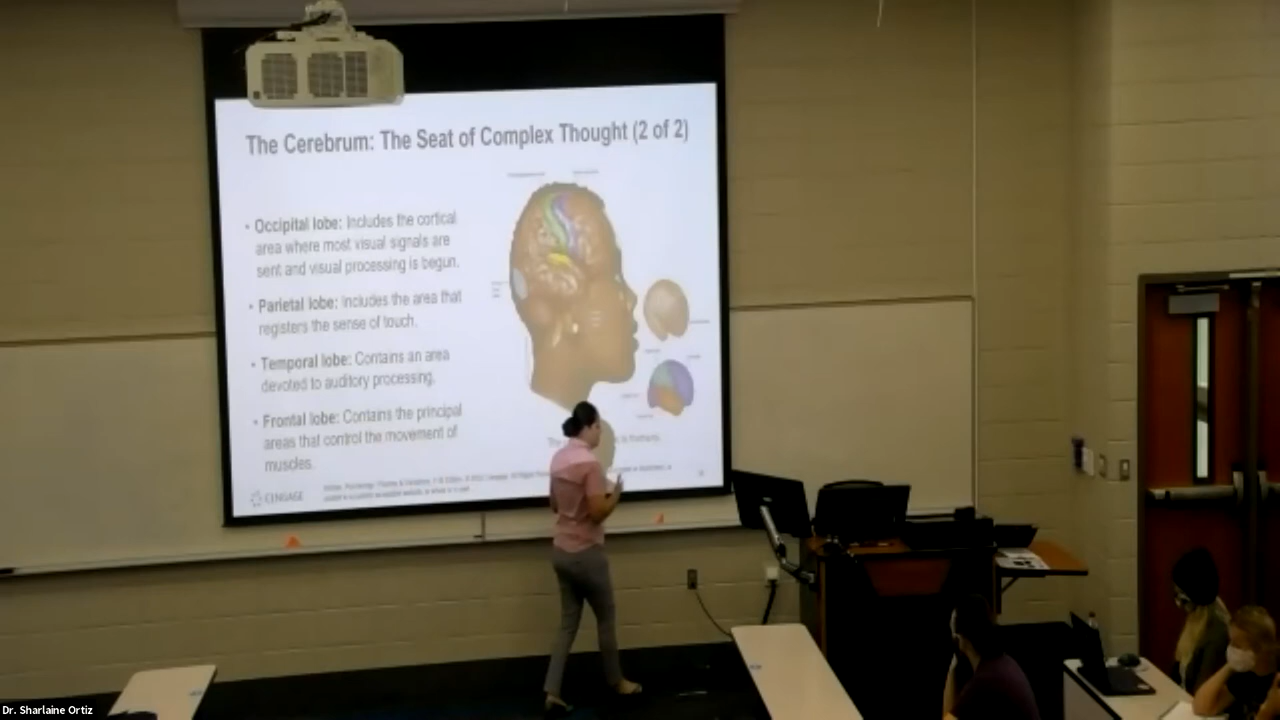 The Cerebrum: The Seat of Complex Thought (2 of 2)
• Occipital lobe: Includes the cortical
area where most visual signals are
sent and visual processing is begun.
• Parietal lobe: Includes the area that
registers the sense of touch.
• Temporal lobe: Contains an area
devoted to auditory processing.
• Frontal lobe: Contains the principal
areas that control the movement of
muscles.
CENGAGE
Dr. Sharlaine Ortiz